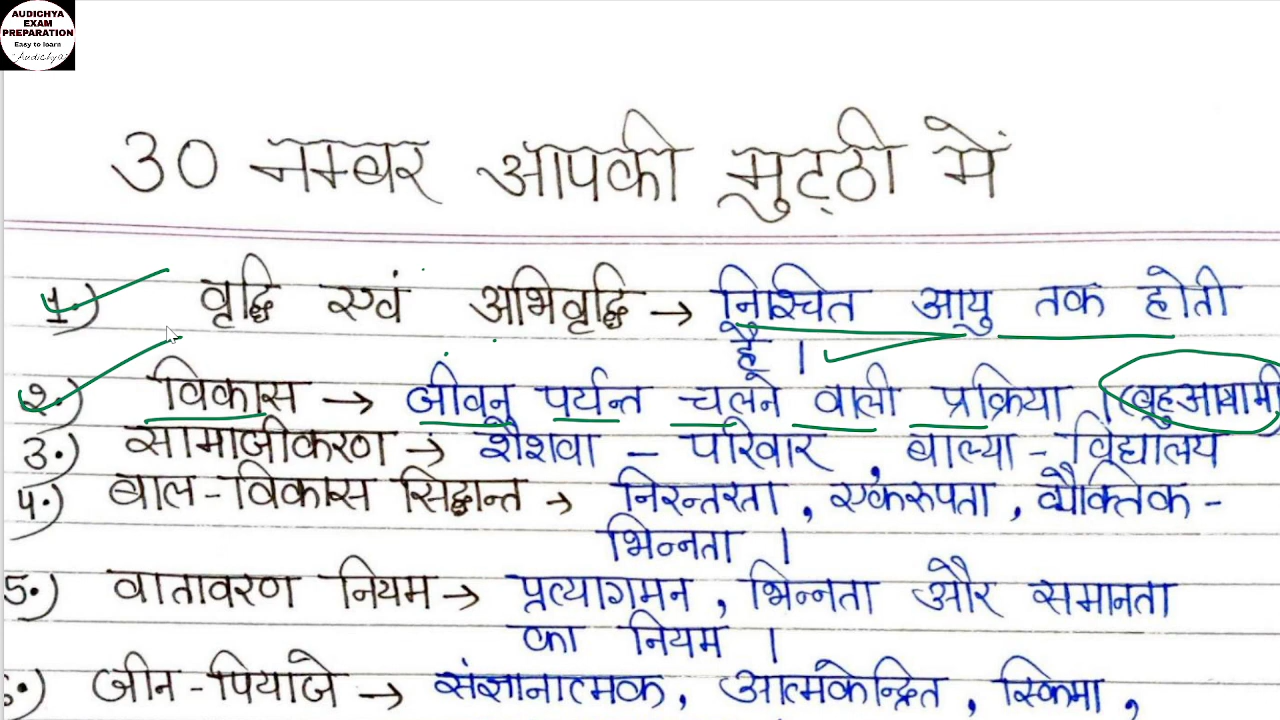 AUDICHYA
EXAM
PREPARATION
Easy to learn
"Audichya"
30 नम्बर आपकी मुट्ठी में
1) वृद्धि एवं अभिवृद्धि → निश्चित आयु तक होती
है।
2.) विकास → जीवन पर्यन्त चलने वाली प्रक्रिया । (बहुआयामी
3.) सामाजीकरण → शैशवा - परिवार , बाल्या - विद्यालय
4.) बाल-विकास सिद्धान्त → निरन्तरता , एकरुपता , व्यैक्तिक -
भिन्नता ।
5.) वातावरण नियम → प्रत्यागमन , भिन्नता और समानता
का नियम ।
6.) जीन-पियाजे → संज्ञानात्मक , आत्मकेन्द्रित , स्किमा ,